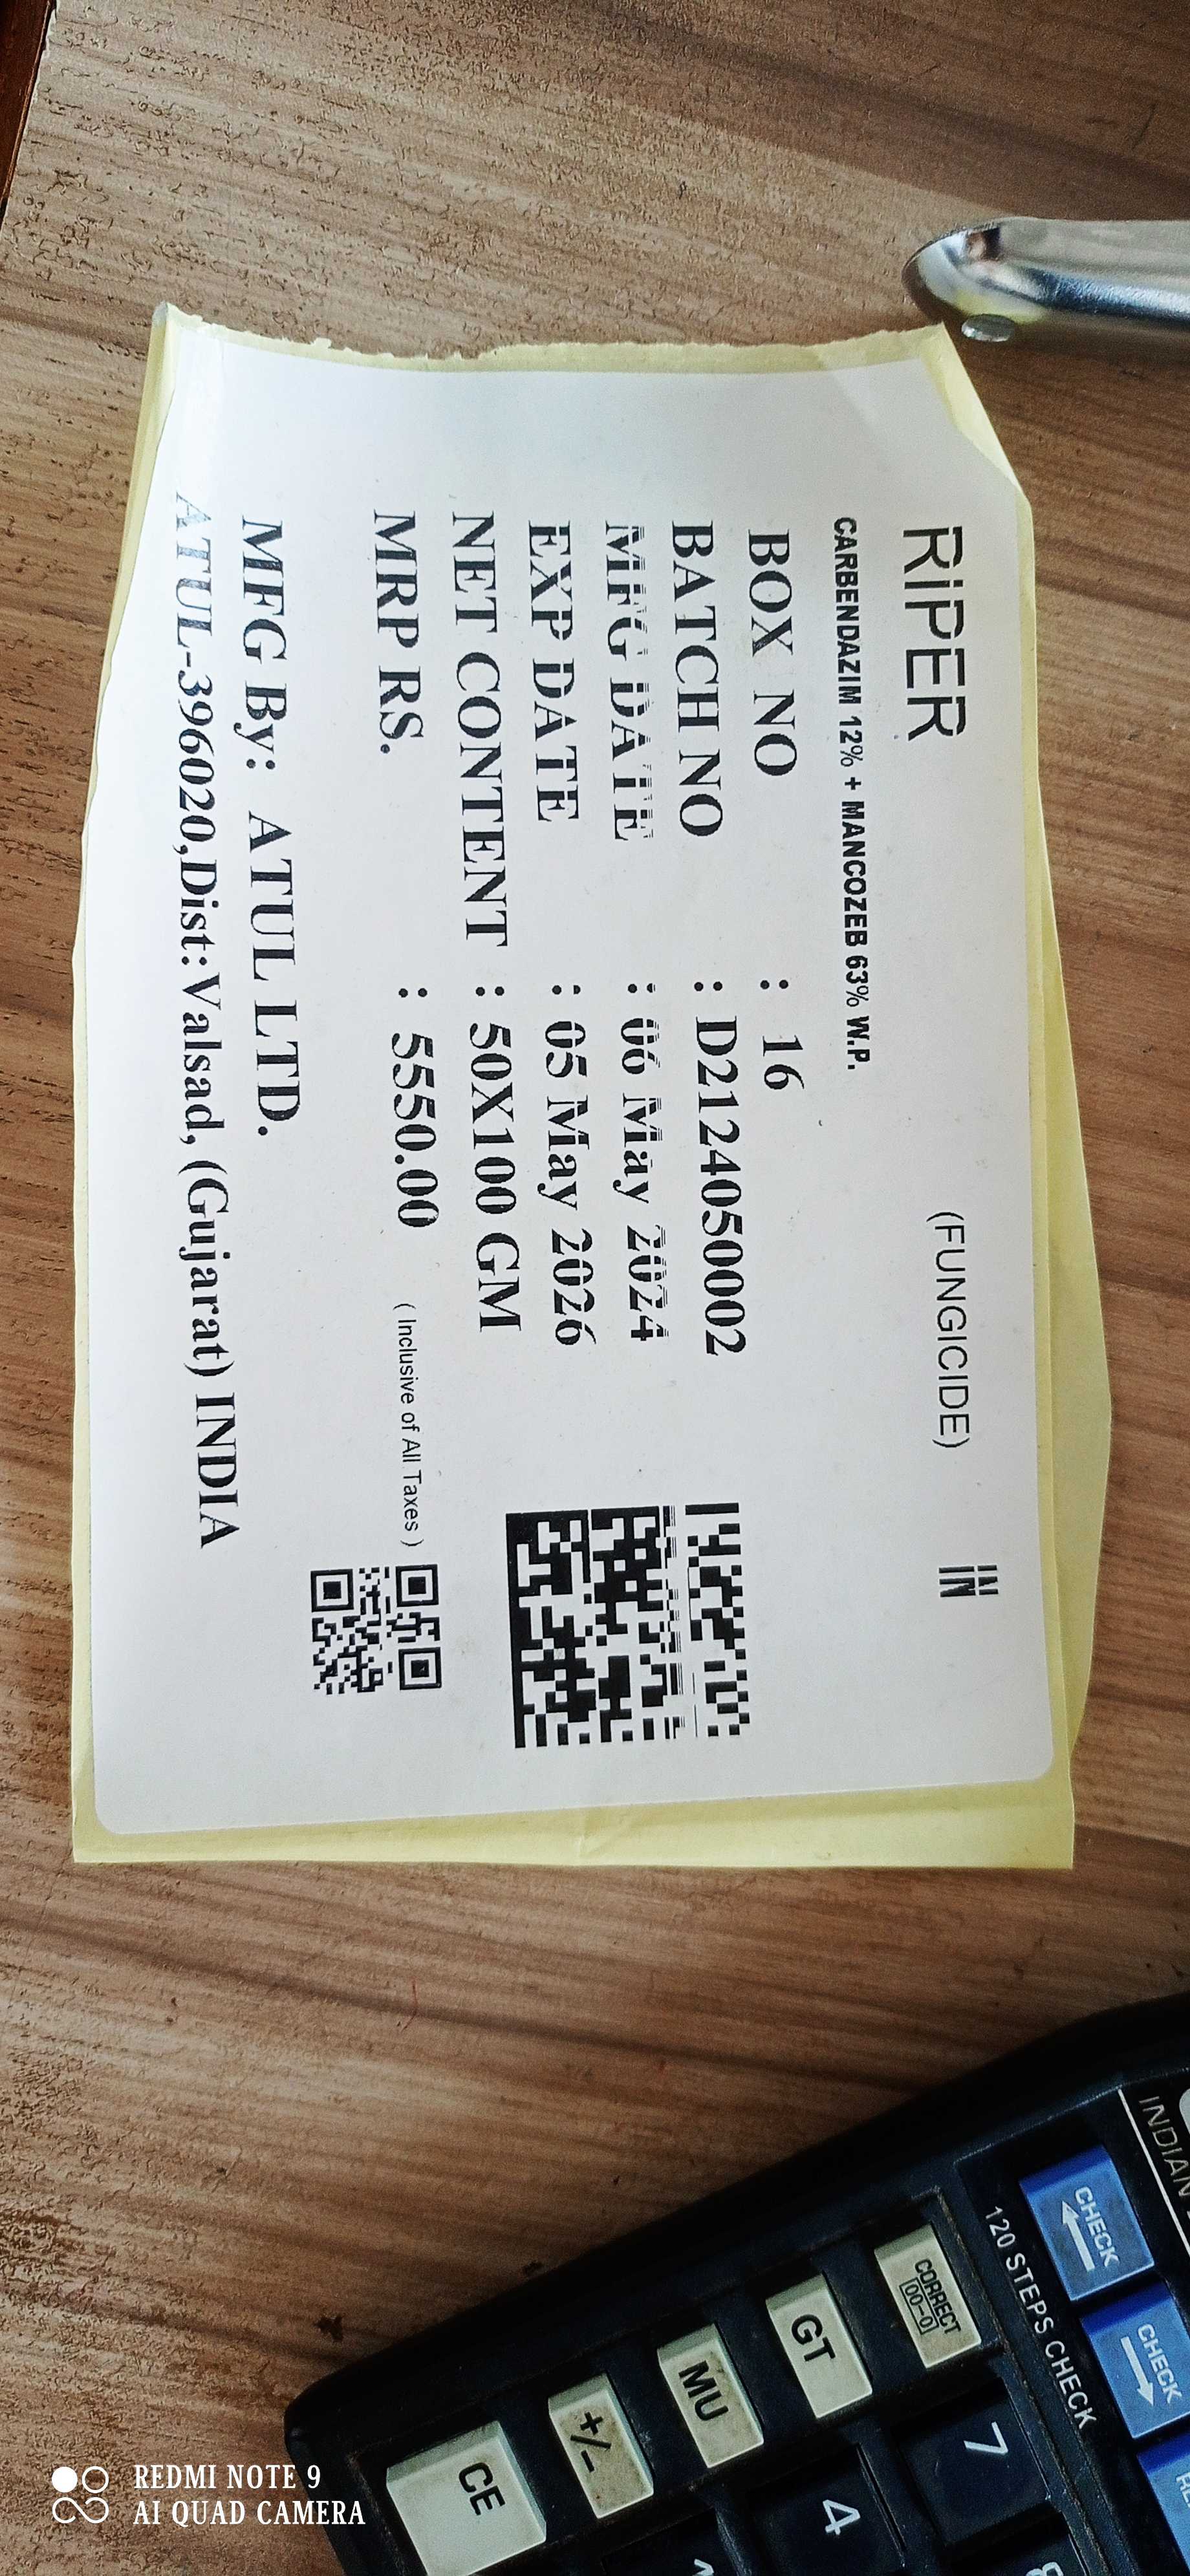 RiPER (FUNGICIDE) IN
CARBENDAZIM 12% + MANCOZEB 63% W.P.
BOX NO : 16
BATCH NO : D2124050002
MFG DATE : 06 May 2024
EXP DATE : 05 May 2026
NET CONTENT : 50X100 GM
MRP RS. : 5550.00 ( Inclusive of All Taxes )
MFG By: ATUL LTD.
ATUL-396020,Dist:Valsad, (Gujarat) INDIA
INDIAN
CHECK
CHECK
120 STEPS CHECK
CORRECT
00→0
GT
MU
+/−
CE
7
4
REDMI NOTE 9
AI QUAD CAMERA